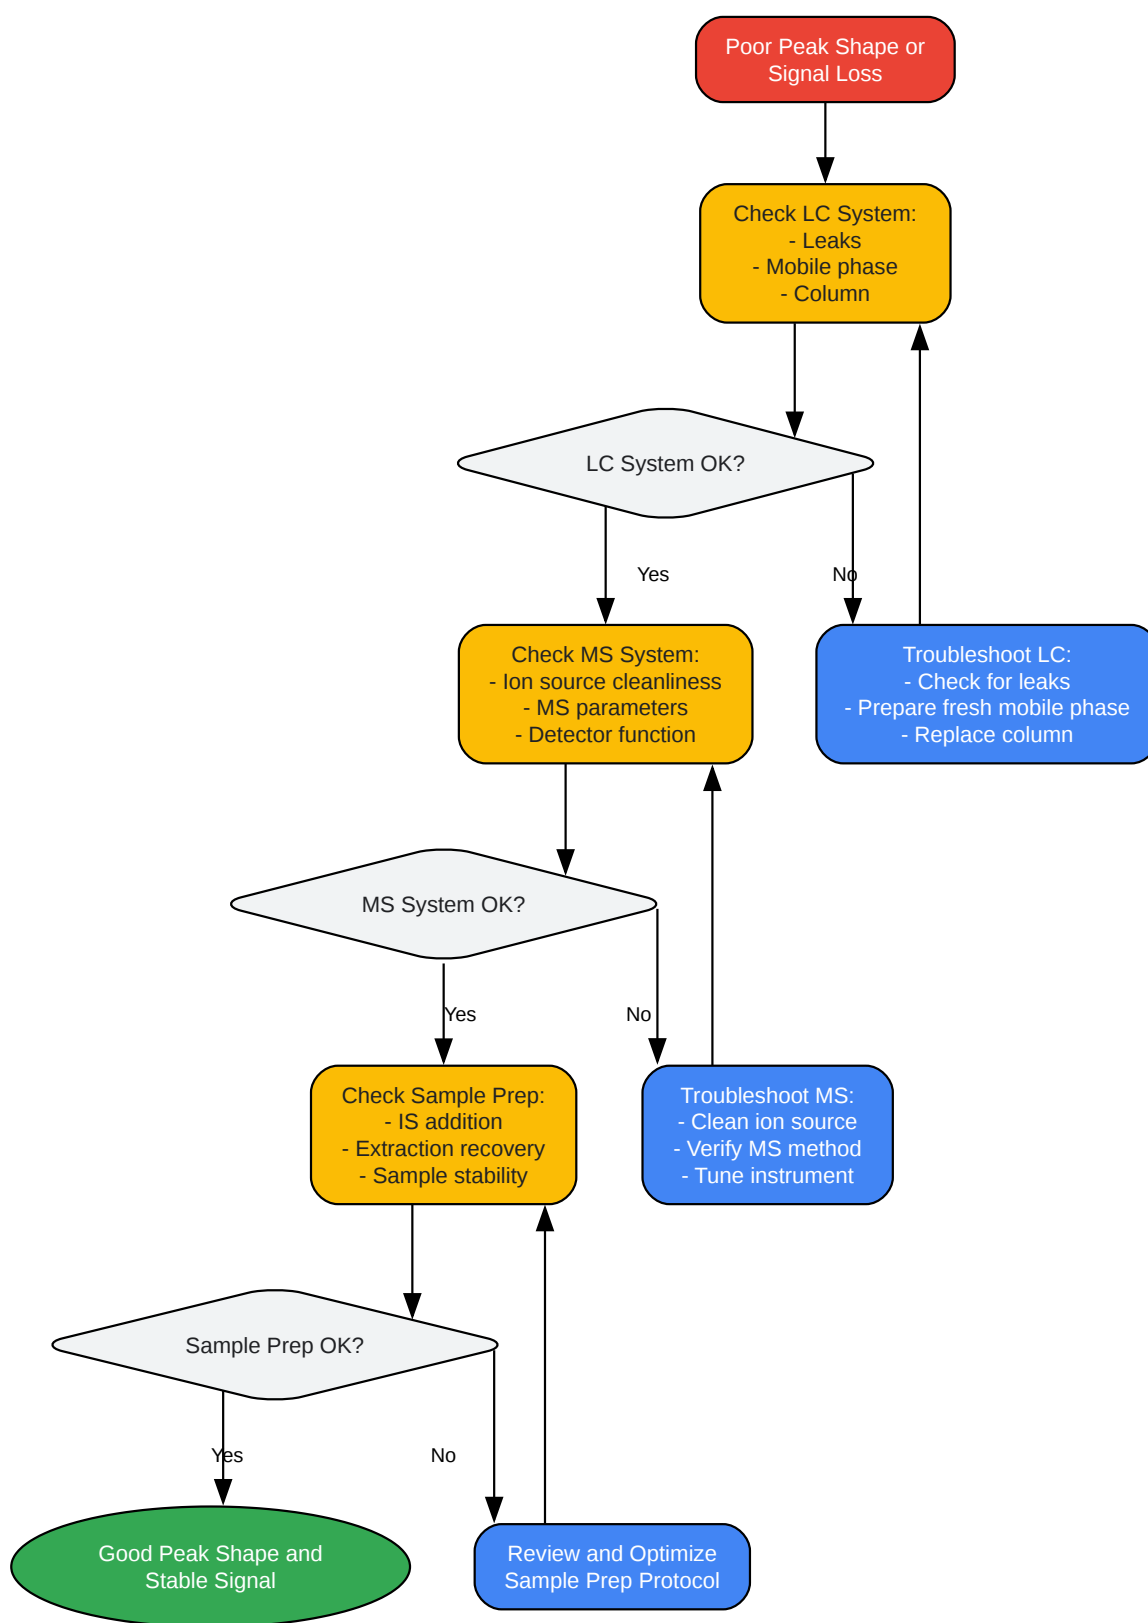 Poor Peak Shape or
Signal Loss
Check LC System:
- Leaks
- Mobile phase
- Column
LC System OK?
Yes
No
Check MS System:
- Ion source cleanliness
- MS parameters
- Detector function
Troubleshoot LC:
- Check for leaks
- Prepare fresh mobile phase
- Replace column
MS System OK?
Yes
No
Check Sample Prep:
- IS addition
- Extraction recovery
- Sample stability
Troubleshoot MS:
- Clean ion source
- Verify MS method
- Tune instrument
Sample Prep OK?
Yes
No
Good Peak Shape and
Stable Signal
Review and Optimize
Sample Prep Protocol